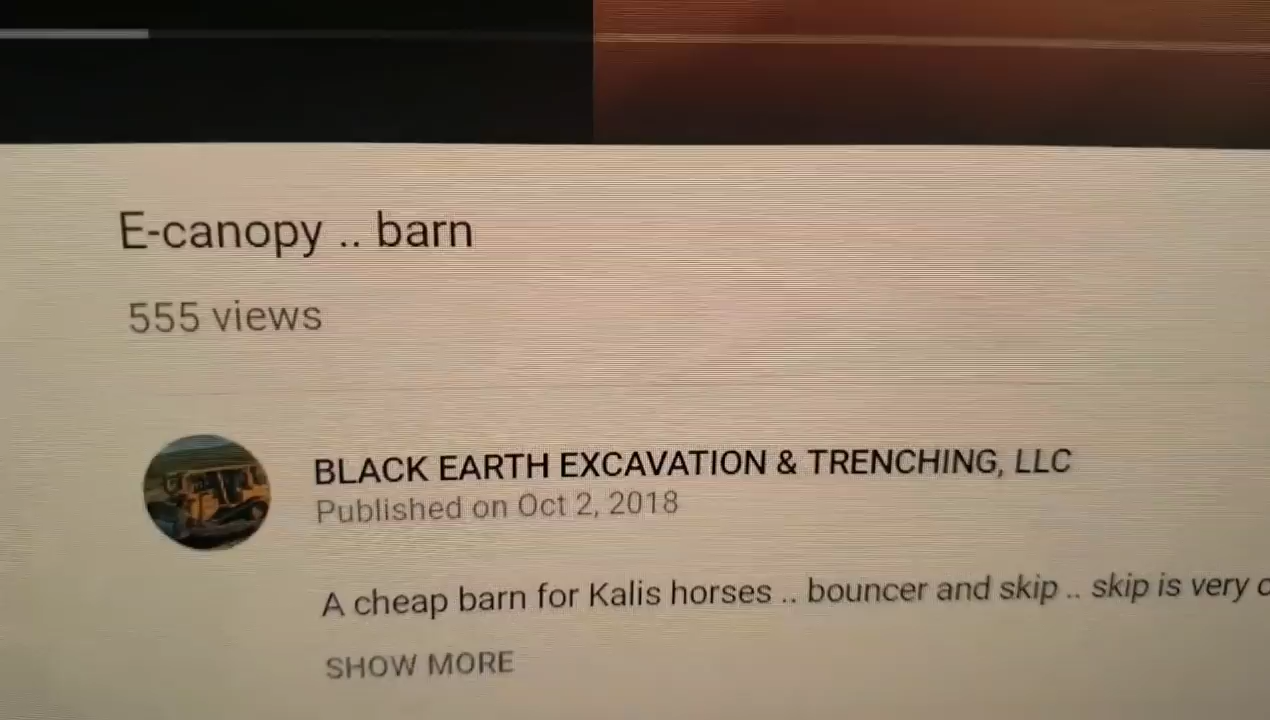 E-canopy .. barn
555 views
BLACK EARTH EXCAVATION & TRENCHING, LLC
Published on Oct 2, 2018
A cheap barn for Kalis horses .. bouncer and skip .. skip is very
SHOW MORE